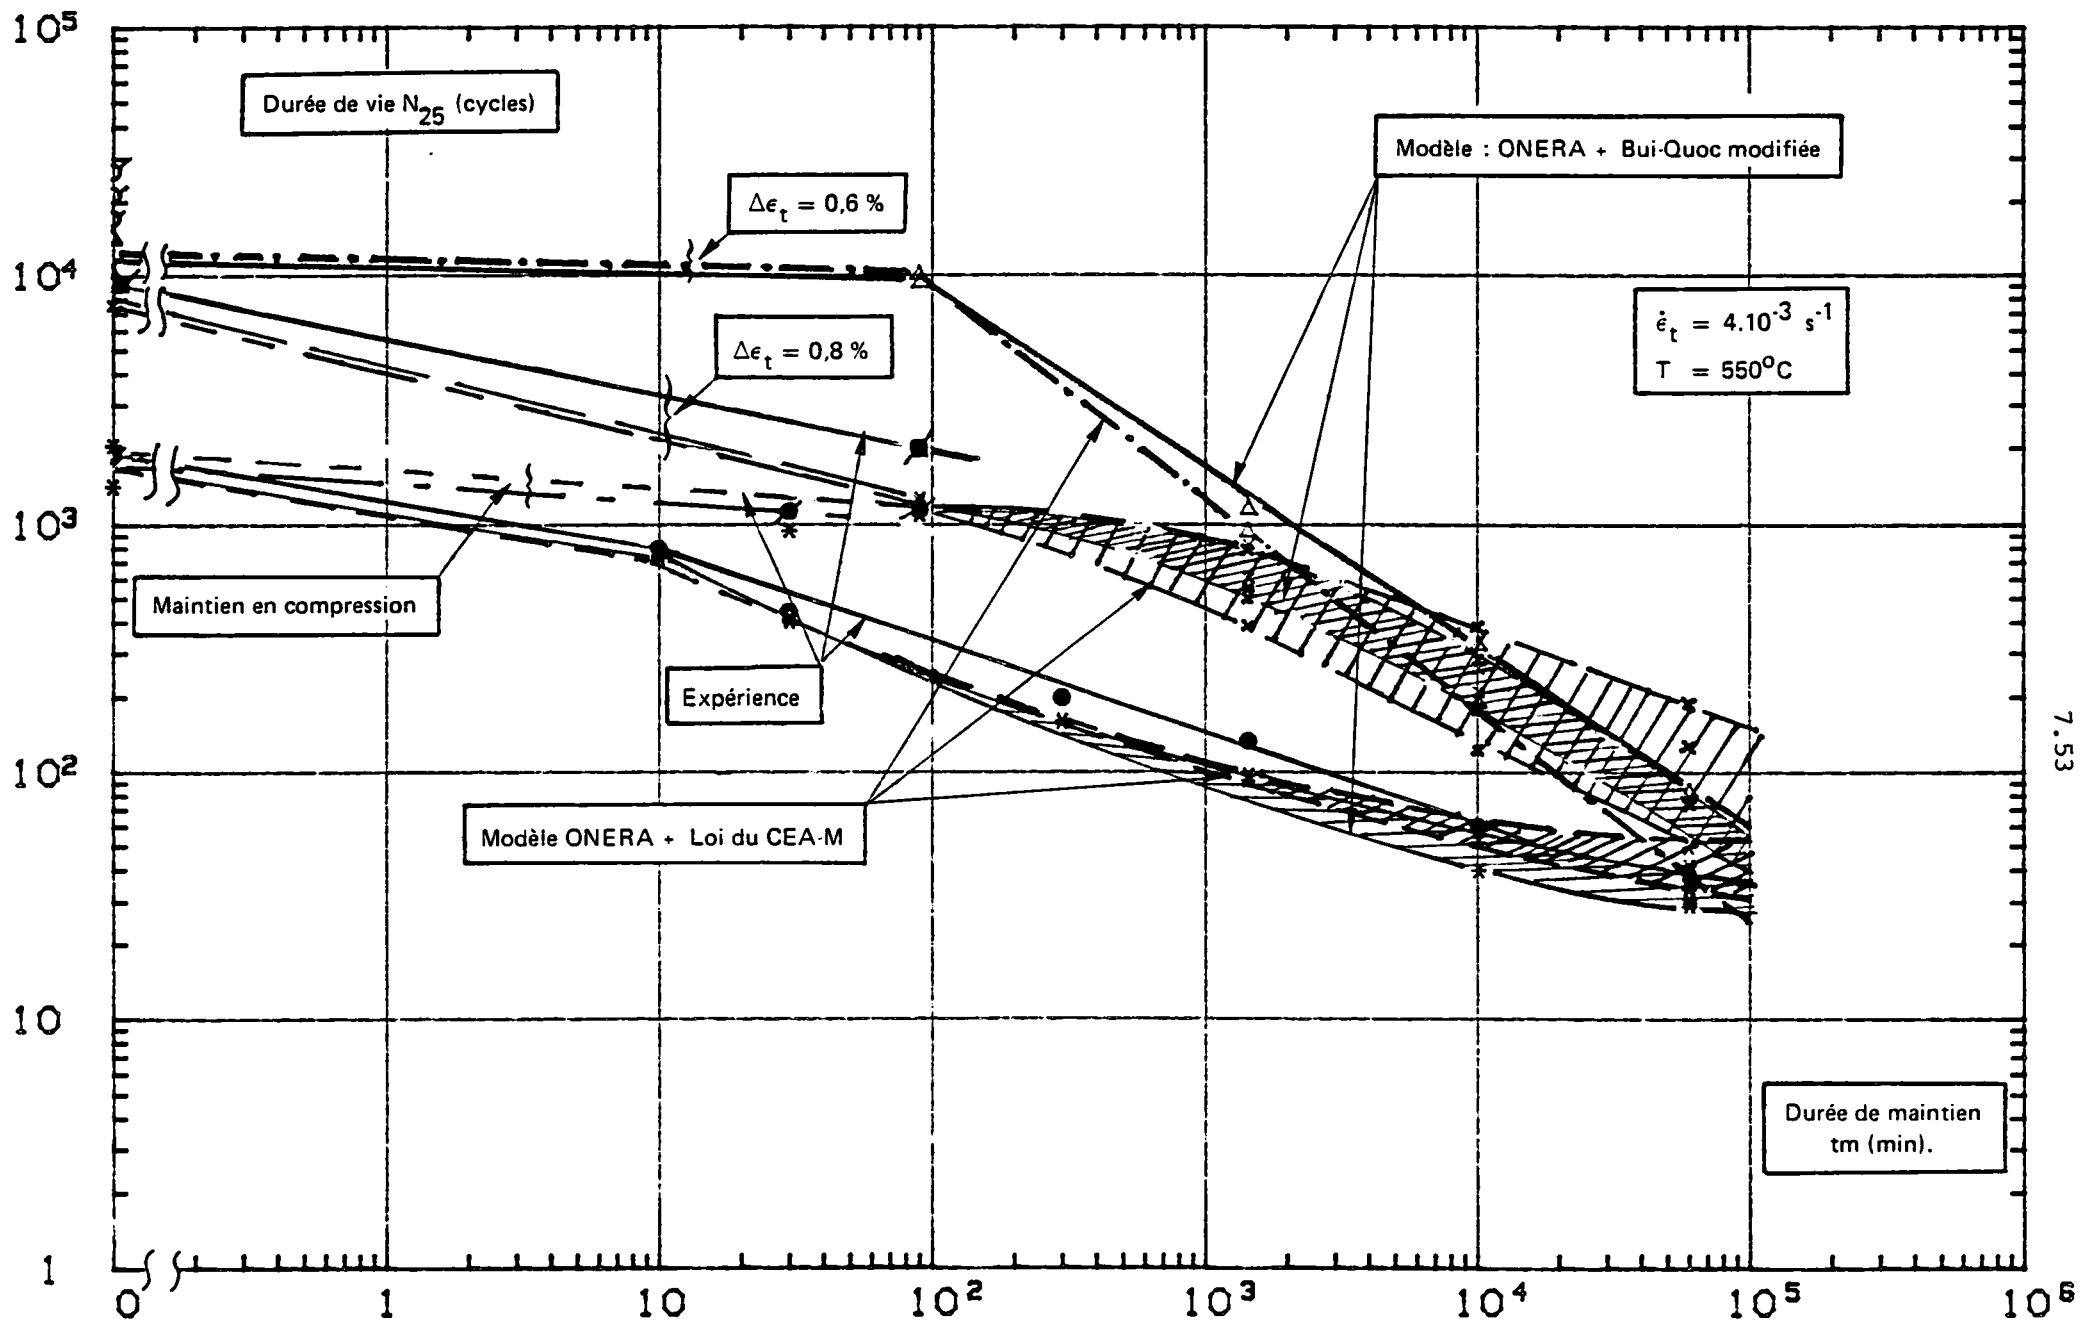 10⁵
Durée de vie N₂₅ (cycles)
Modèle : ONERA + Bui-Quoc modifiée
Δϵₜ = 0,6 %
10⁴
ϵ̇ₜ = 4.10⁻³ s⁻¹
T = 550°C
Δϵₜ = 0,8 %
10³
Maintien en compression
Expérience
7.53
10²
Modèle ONERA + Loi du CEA-M
10
Durée de maintien
tm (min).
1
0 1 10 10² 10³ 10⁴ 10⁵ 10⁶